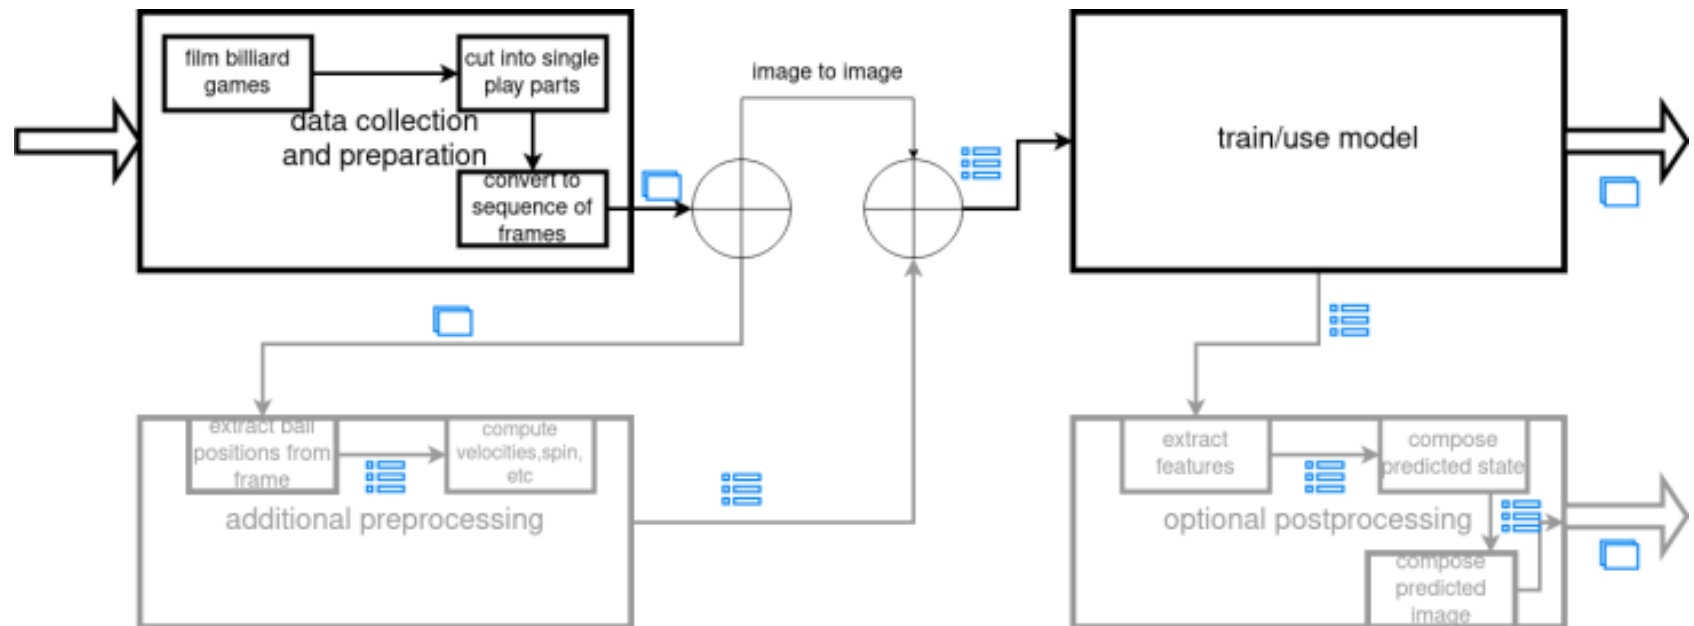 film billiard
games
cut into single
play parts
data collection
and preparation
convert to
sequence of
frames
image to image
train/use model
extract ball
positions from
frame
compute
velocities,spin,
etc
additional preprocessing
extract
features
compose
predicted state
optional postprocessing
compose
predicted
image